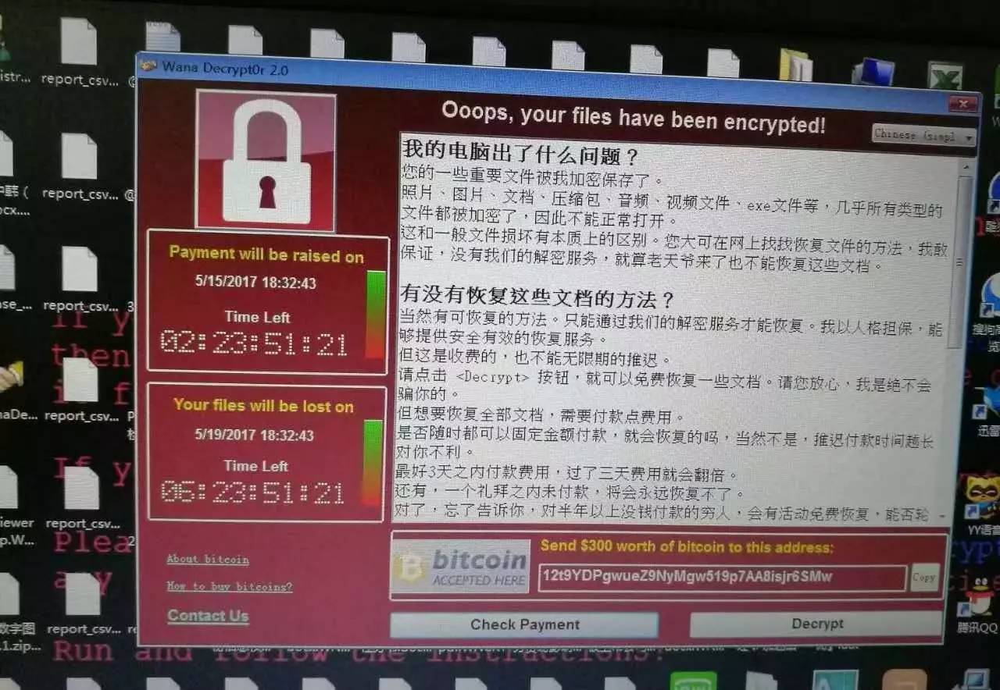 Wana Decrypt0r 2.0
Ooops, your files have been encrypted!
Chinese (simpl
我的电脑出了什么问题？
您的一些重要文件被我加密保存了。
照片、图片、文档、压缩包、音频、视频文件、exe文件等，几乎所有类型的
文件都被加密了，因此不能正常打开。
这和一般文件损坏有本质上的区别。您大可在网上找找恢复文件的方法，我敢
保证，没有我们的解密服务，就算老天爷来了也不能恢复这些文档。
有没有恢复这些文档的方法？
当然有可恢复的方法。只能通过我们的解密服务才能恢复。我以人格担保，能
够提供安全有效的恢复服务。
但这是收费的，也不能无限期的推迟。
请点击 <Decrypt> 按钮，就可以免费恢复一些文档。请您放心，我是绝不会
骗你的。
但想要恢复全部文档，需要付款点费用。
是否随时都可以固定金额付款，就会恢复的吗，当然不是，推迟付款时间越长
对你不利。
最好3天之内付款费用，过了三天费用就会翻倍。
还有，一个礼拜之内未付款，将会永远恢复不了。
对了，忘了告诉你，对半年以上没钱付款的穷人，会有活动免费恢复，能否轮
Payment will be raised on
5/15/2017 18:32:43
Time Left
02:23:51:21
Your files will be lost on
5/19/2017 18:32:43
Time Left
06:23:51:21
About bitcoin
How to buy bitcoins?
Contact Us
bitcoin
ACCEPTED HERE
Send $300 worth of bitcoin to this address:
12t9YDPgwueZ9NyMgw519p7AA8isjr6SMw
Copy
Check Payment
Decrypt
report_csv...
report_csv...
report_csv...
report_csv...
report_csv...
report_csv...
If y
then
If y
Plea
any
Run and follow the instructions!
数字图
1.zip...
迅雷
YY语音
腾讯QQ